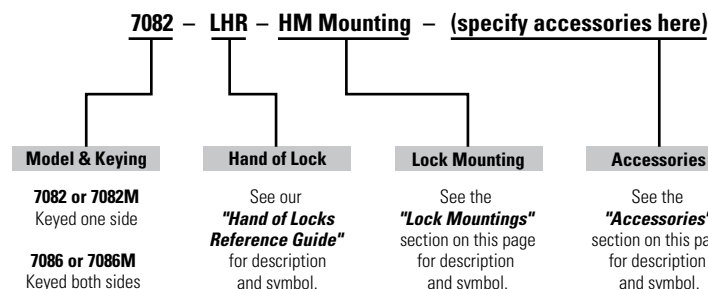 7082 – LHR – HM Mounting – (specify accessories here)
Model & Keying
7082 or 7082M
Keyed one side
7086 or 7086M
Keyed both sides
Hand of Lock
See our
"Hand of Locks
Reference Guide"
for description
and symbol.
Lock Mounting
See the
"Lock Mountings"
section on this page
for description
and symbol.
Accessories
See the
"Accessories"
section on this pa
for description
and symbol.